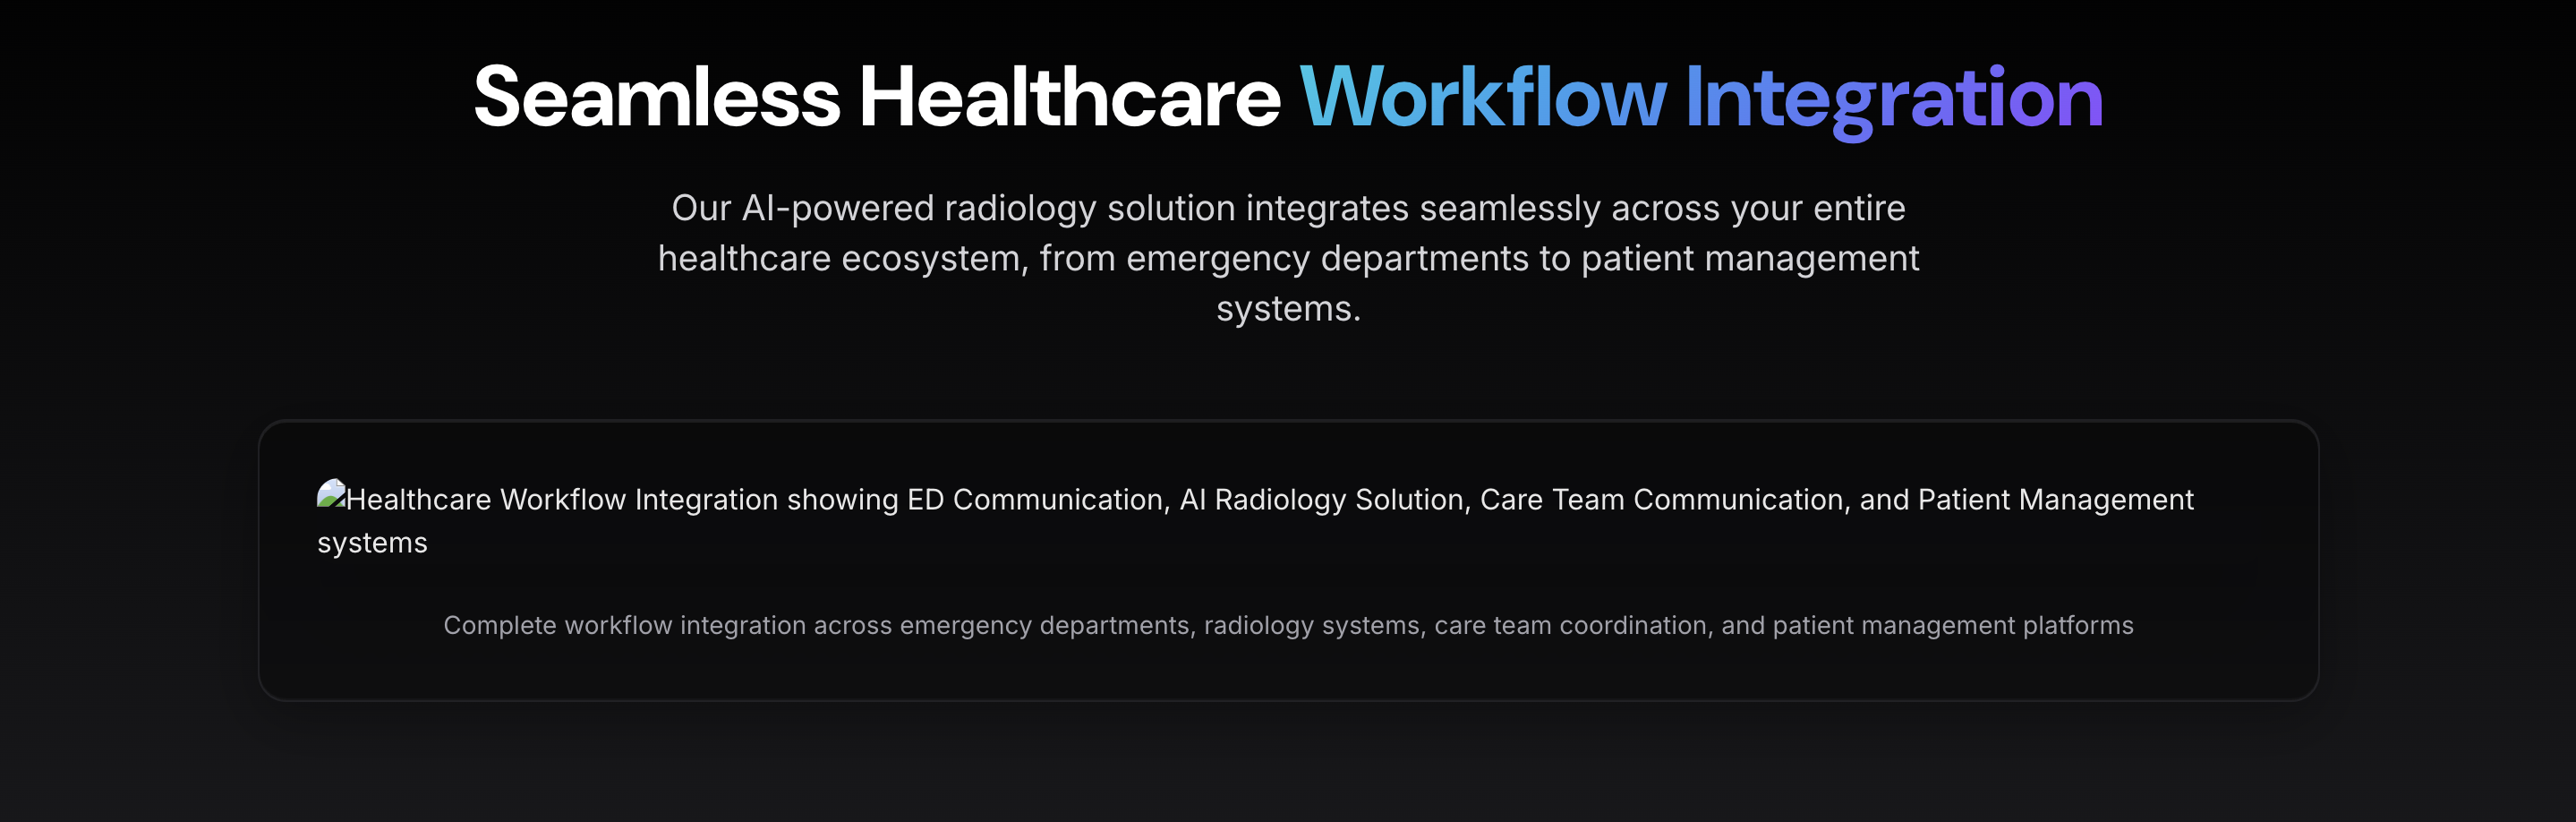 Seamless Healthcare Workflow Integration
Our AI-powered radiology solution integrates seamlessly across your entire
healthcare ecosystem, from emergency departments to patient management
systems.
Healthcare Workflow Integration showing ED Communication, AI Radiology Solution, Care Team Communication, and Patient Management
systems
Complete workflow integration across emergency departments, radiology systems, care team coordination, and patient management platforms